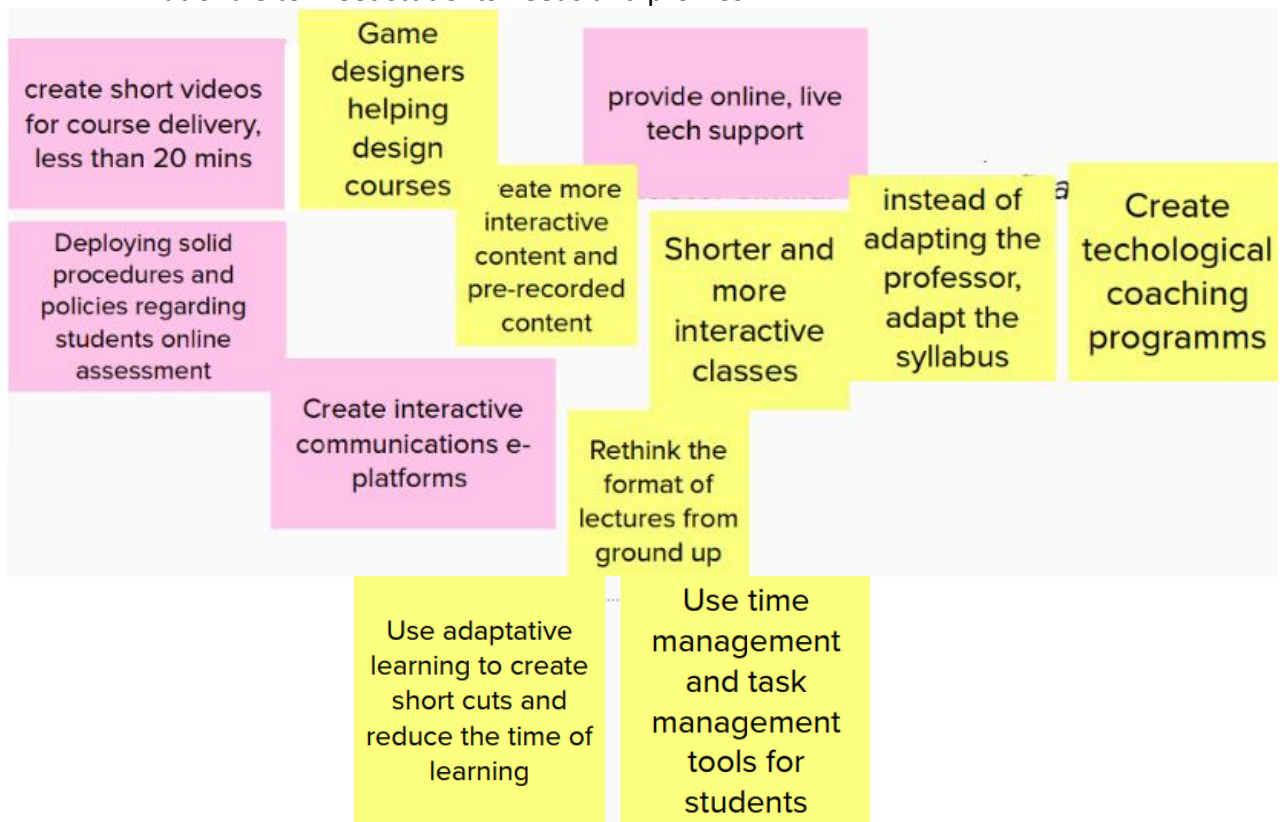 create short videos
for course delivery,
less than 20 mins
Game
designers
helping
design
courses
provide online, live
tech support
Deploying solid
procedures and
policies regarding
students online
assessment
eate more
interactive
content and
pre-recorded
content
Shorter and
more
interactive
classes
instead of
adapting the
professor,
adapt the
syllabus
Create
techological
coaching
programms
Create interactive
communications e-
platforms
Rethink the
format of
lectures from
ground up
Use adaptative
learning to create
short cuts and
reduce the time of
learning
Use time
management
and task
management
tools for
students